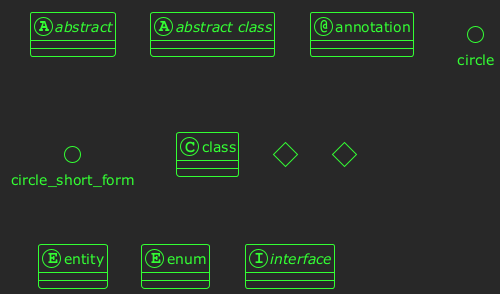 A abstract
A abstract class
@ annotation
circle
circle_short_form
C class
E entity
E enum
I interface